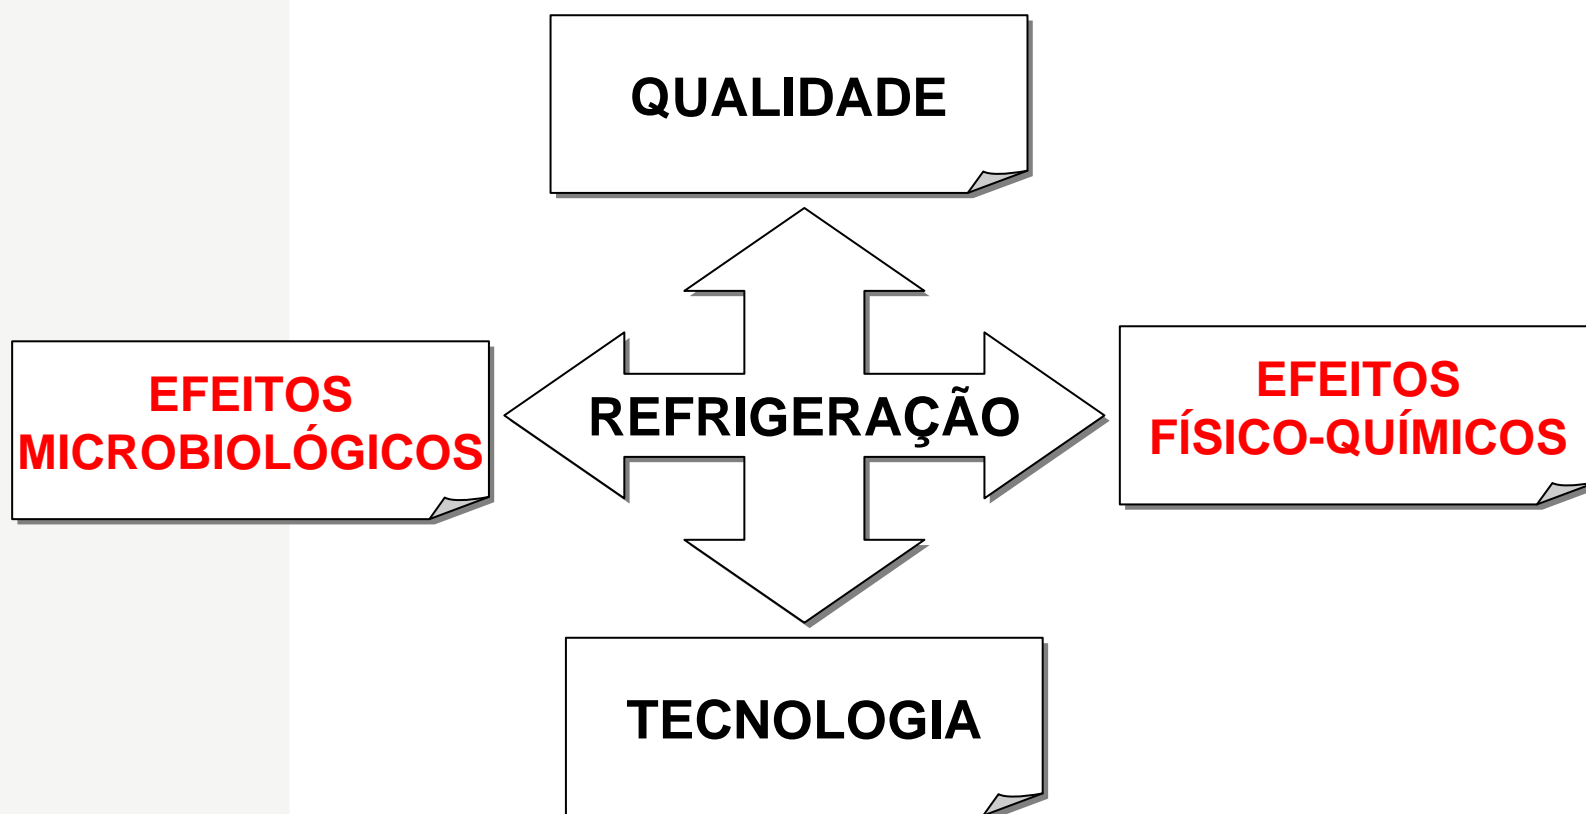 QUALIDADE
EFEITOS
MICROBIOLÓGICOS
REFRIGERAÇÃO
EFEITOS
FÍSICO-QUÍMICOS
TECNOLOGIA